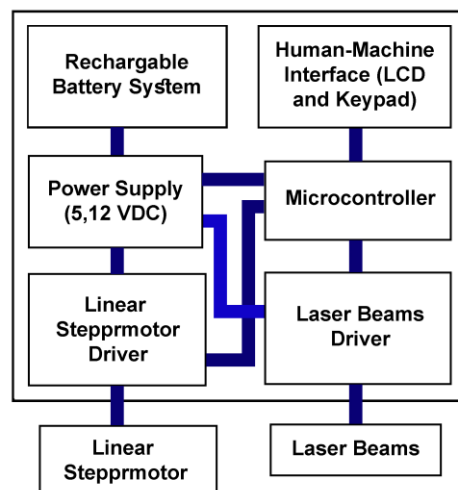 Rechargable
Battery System
Human-Machine
Interface (LCD
and Keypad)
Power Supply
(5,12 VDC)
Microcontroller
Linear
Stepprmotor
Driver
Laser Beams
Driver
Linear
Stepprmotor
Laser Beams